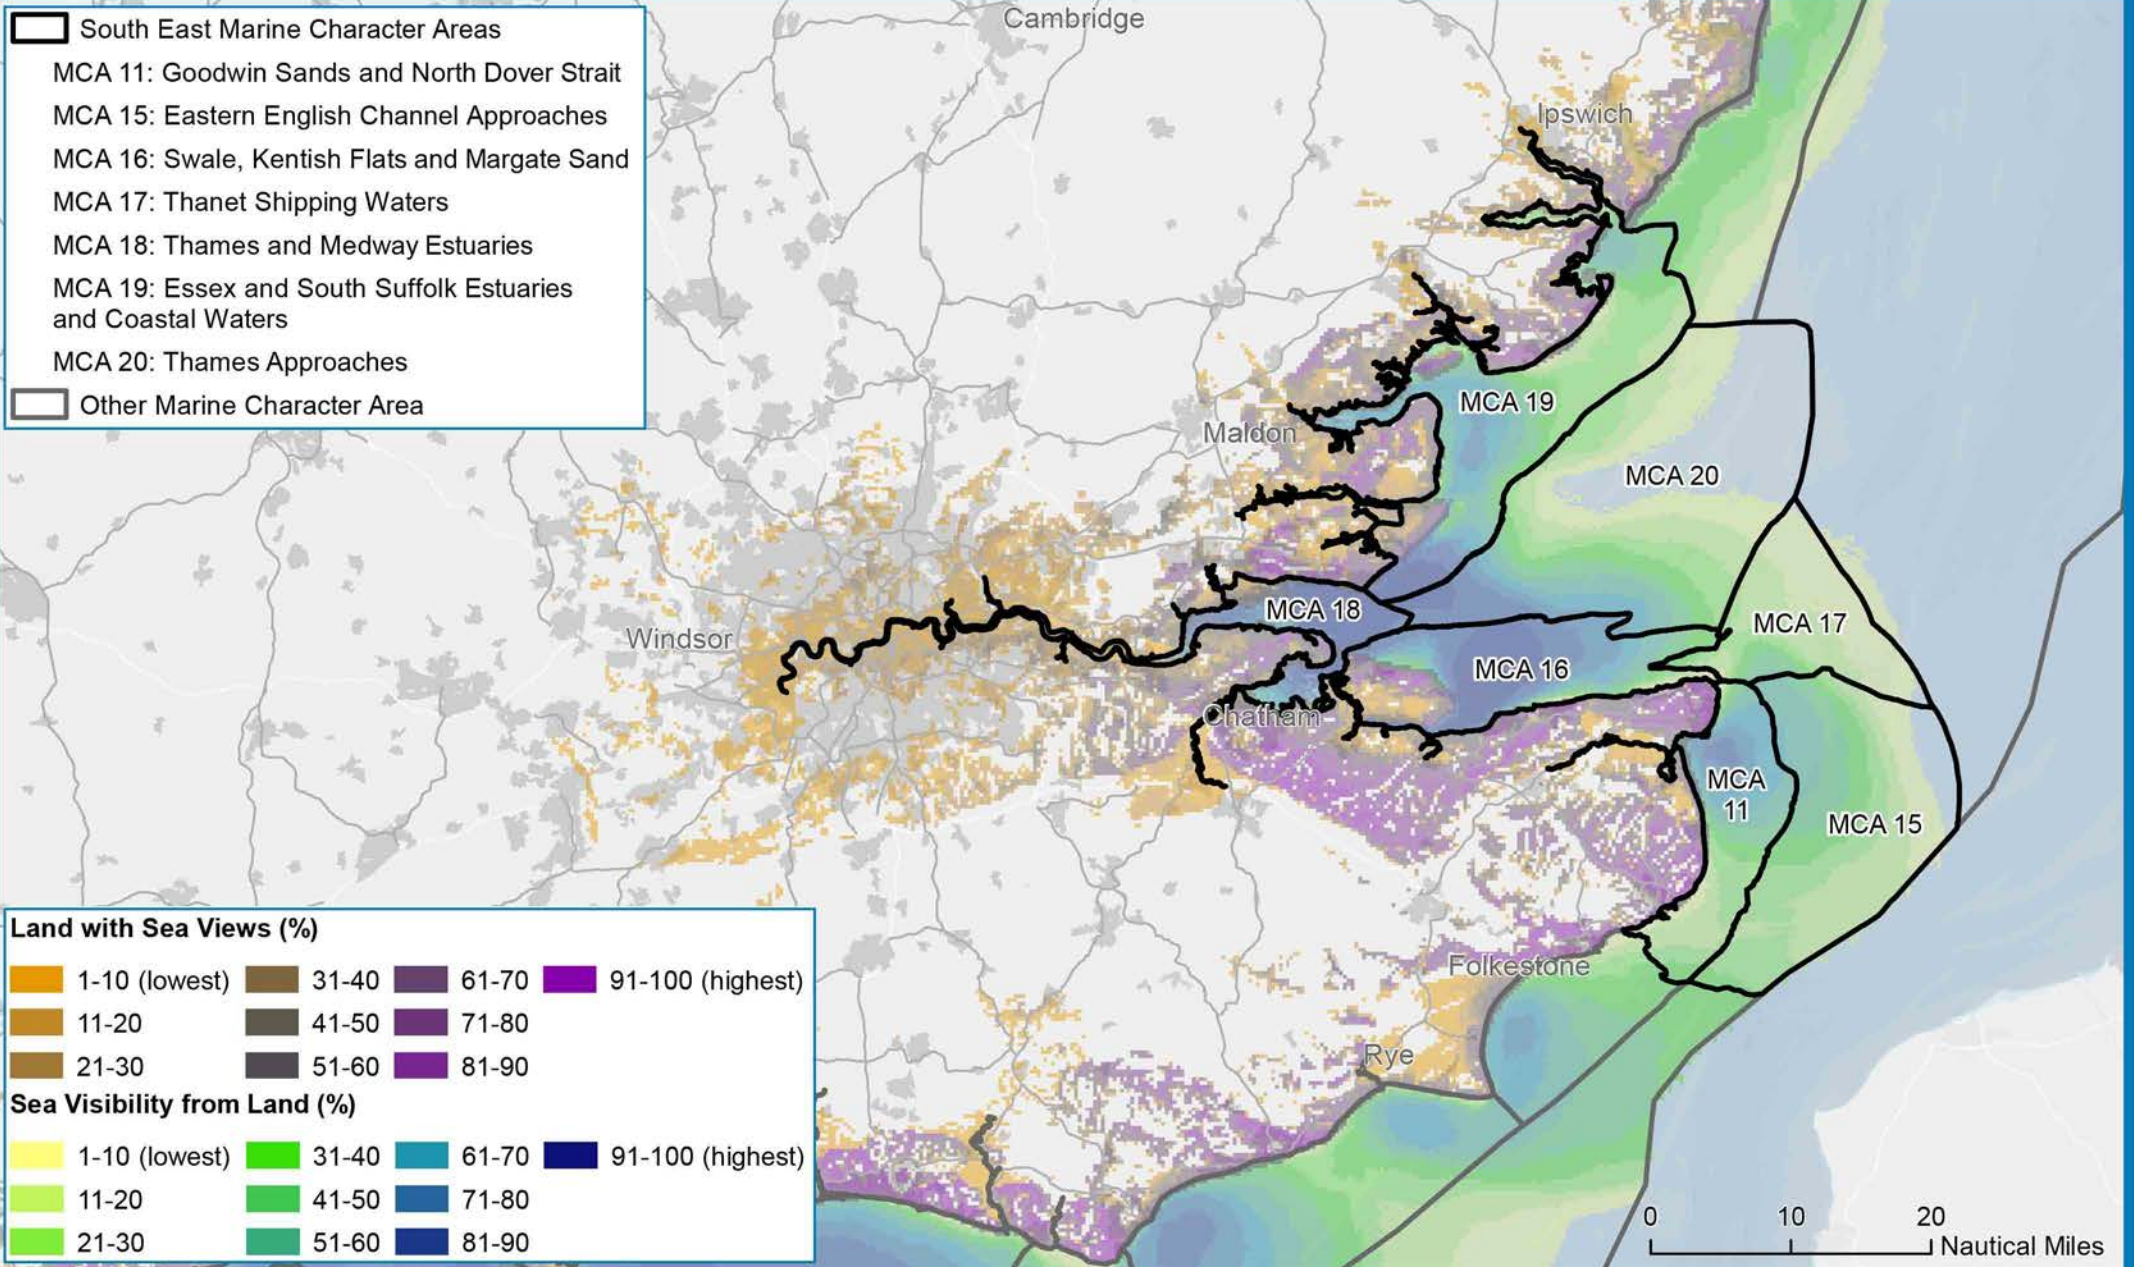 South East Marine Character Areas
MCA 11: Goodwin Sands and North Dover Strait
MCA 15: Eastern English Channel Approaches
MCA 16: Swale, Kentish Flats and Margate Sand
MCA 17: Thanet Shipping Waters
MCA 18: Thames and Medway Estuaries
MCA 19: Essex and South Suffolk Estuaries
and Coastal Waters
MCA 20: Thames Approaches
Other Marine Character Area
Cambridge
Ipswich
MCA 19
Maldon
MCA 20
MCA 18
MCA 17
Windsor
MCA 16
Chatham
MCA
11
MCA 15
Folkestone
Rye
Land with Sea Views (%)
1-10 (lowest) 31-40 61-70 91-100 (highest)
11-20 41-50 71-80
21-30 51-60 81-90
Sea Visibility from Land (%)
1-10 (lowest) 31-40 61-70 91-100 (highest)
11-20 41-50 71-80
21-30 51-60 81-90
0 10 20
Nautical Miles